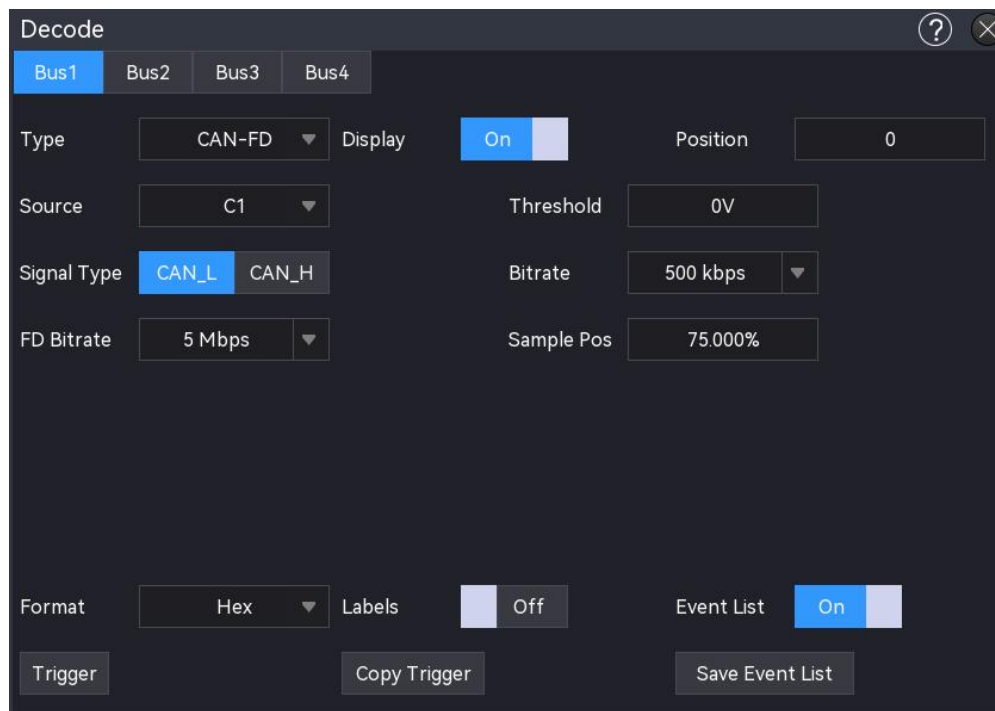 Decode ?
Bus1 Bus2 Bus3 Bus4
Type CAN-FD Display On Position 0
Source C1 Threshold 0V
Signal Type CAN_L CAN_H Bitrate 500 kbps
FD Bitrate 5 Mbps Sample Pos 75.000%
Format Hex Labels Off Event List On
Trigger Copy Trigger Save Event List